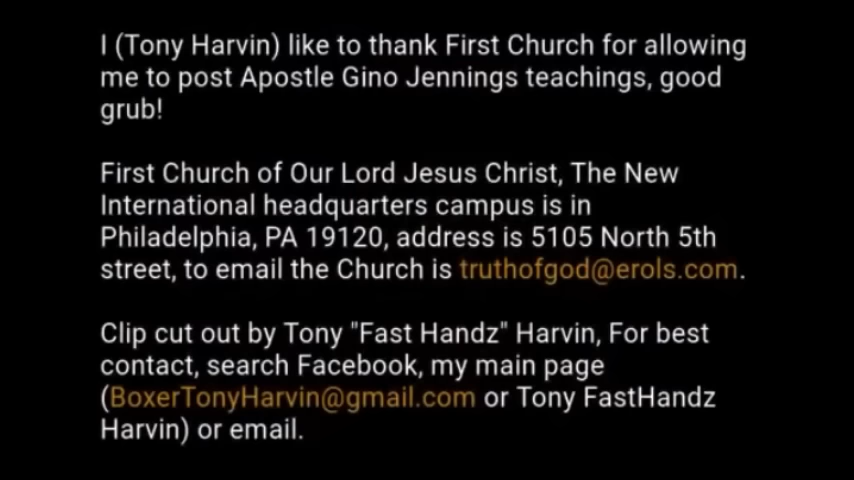 I (Tony Harvin) like to thank First Church for allowing
me to post Apostle Gino Jennings teachings, good
grub!
First Church of Our Lord Jesus Christ, The New
International headquarters campus is in
Philadelphia, PA 19120, address is 5105 North 5th
street, to email the Church is truthofgod@erols.com.
Clip cut out by Tony "Fast Handz" Harvin, For best
contact, search Facebook, my main page
(BoxerTonyHarvin@gmail.com or Tony FastHandz
Harvin) or email.